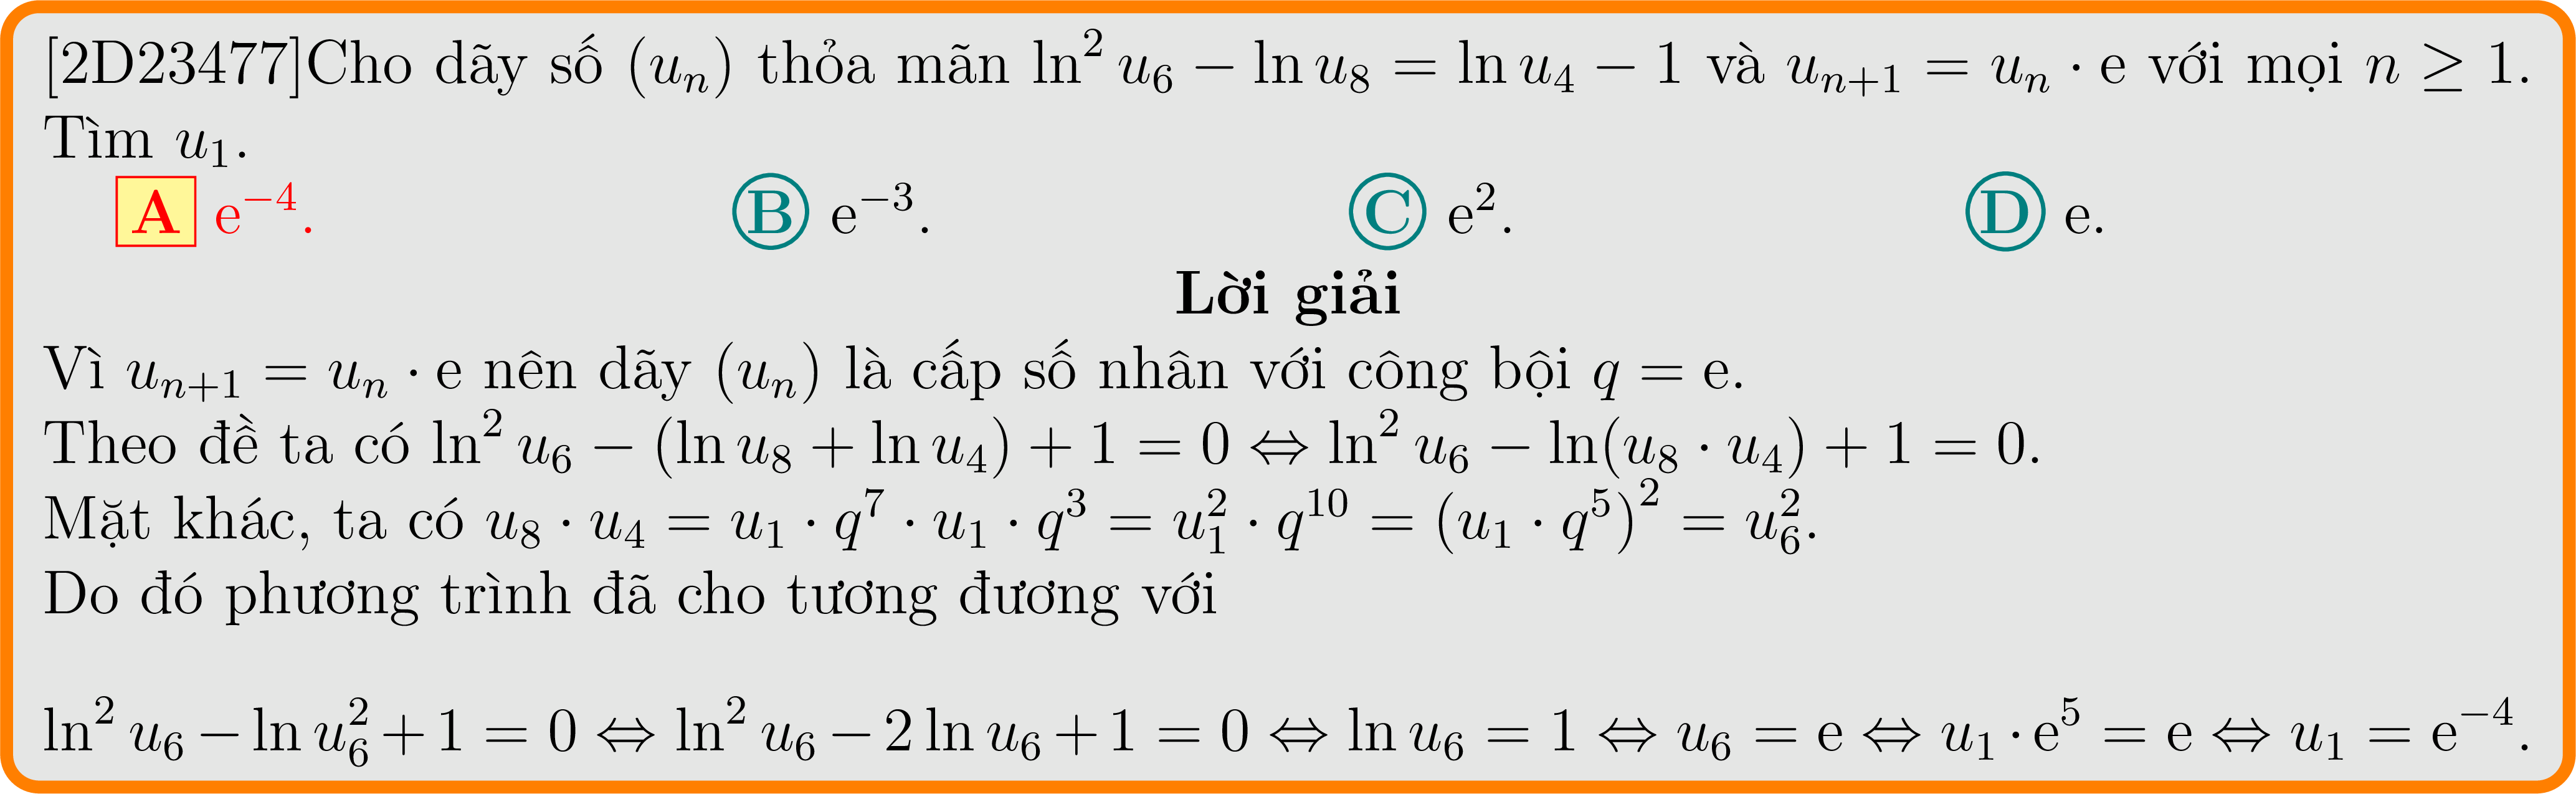 [2D23477]Cho dãy số $(u_n)$ thỏa mãn $\ln^2 u_6 - \ln u_8 = \ln u_4 - 1$ và $u_{n+1} = u_n \cdot \mathrm{e}$ với mọi $n \geq 1$.
Tìm $u_1$.
A $\mathrm{e}^{-4}$. B $\mathrm{e}^{-3}$. C $\mathrm{e}^2$. D $\mathrm{e}$.
Lời giải
Vì $u_{n+1} = u_n \cdot \mathrm{e}$ nên dãy $(u_n)$ là cấp số nhân với công bội $q = \mathrm{e}$.
Theo đề ta có $\ln^2 u_6 - (\ln u_8 + \ln u_4) + 1 = 0 \Leftrightarrow \ln^2 u_6 - \ln(u_8 \cdot u_4) + 1 = 0$.
Mặt khác, ta có $u_8 \cdot u_4 = u_1 \cdot q^7 \cdot u_1 \cdot q^3 = u_1^2 \cdot q^{10} = (u_1 \cdot q^5)^2 = u_6^2$.
Do đó phương trình đã cho tương đương với
$\ln^2 u_6 - \ln u_6^2 + 1 = 0 \Leftrightarrow \ln^2 u_6 - 2 \ln u_6 + 1 = 0 \Leftrightarrow \ln u_6 = 1 \Leftrightarrow u_6 = \mathrm{e} \Leftrightarrow u_1 \cdot \mathrm{e}^5 = \mathrm{e} \Leftrightarrow u_1 = \mathrm{e}^{-4}$.